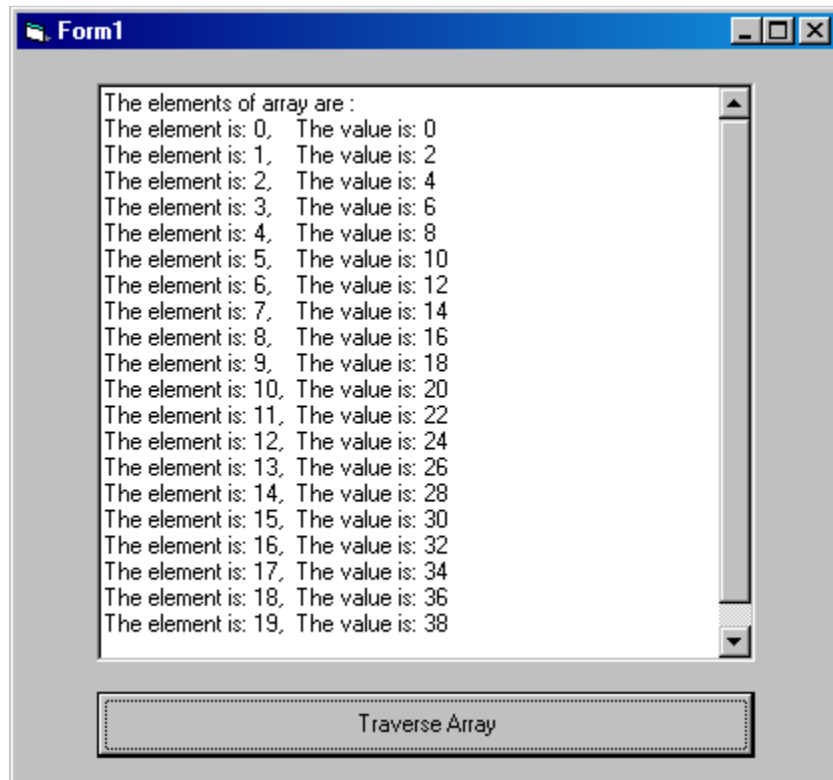 Form1
The elements of array are :
The element is: 0, The value is: 0
The element is: 1, The value is: 2
The element is: 2, The value is: 4
The element is: 3, The value is: 6
The element is: 4, The value is: 8
The element is: 5, The value is: 10
The element is: 6, The value is: 12
The element is: 7, The value is: 14
The element is: 8, The value is: 16
The element is: 9, The value is: 18
The element is: 10, The value is: 20
The element is: 11, The value is: 22
The element is: 12, The value is: 24
The element is: 13, The value is: 26
The element is: 14, The value is: 28
The element is: 15, The value is: 30
The element is: 16, The value is: 32
The element is: 17, The value is: 34
The element is: 18, The value is: 36
The element is: 19, The value is: 38
Traverse Array